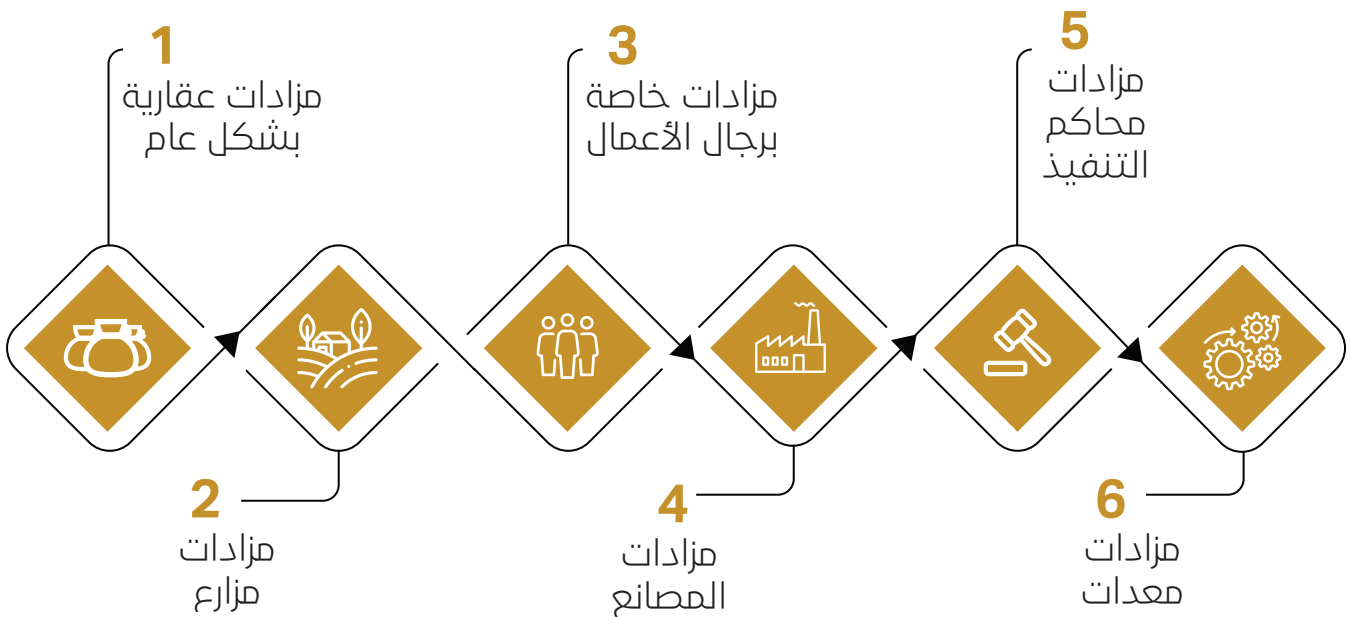 1
مزادات عقارية
بشكل عام
2
مزادات
مزارع
3
مزادات خاصة
برجال الأعمال
4
مزادات
المصانع
5
مزادات
محاكم
التنفيذ
6
مزادات
معدات